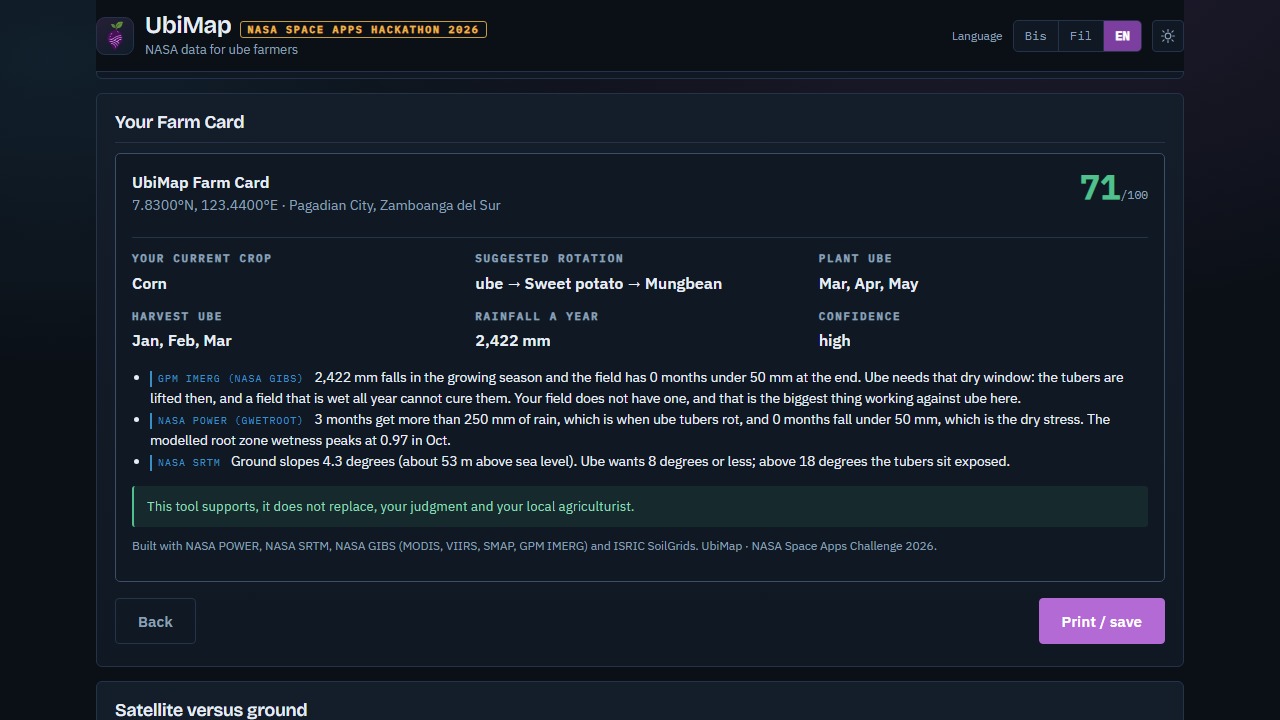 UbiMap NASA SPACE APPS HACKATHON 2026
NASA data for ube farmers
Language Bis Fil EN
Your Farm Card
UbiMap Farm Card
7.8300°N, 123.4400°E · Pagadian City, Zamboanga del Sur
71/100
YOUR CURRENT CROP
Corn
SUGGESTED ROTATION
ube → Sweet potato → Mungbean
PLANT UBE
Mar, Apr, May
HARVEST UBE
Jan, Feb, Mar
RAINFALL A YEAR
2,422 mm
CONFIDENCE
high
GPM IMERG (NASA GIBS) 2,422 mm falls in the growing season and the field has 0 months under 50 mm at the end. Ube needs that dry window: the tubers are
lifted then, and a field that is wet all year cannot cure them. Your field does not have one, and that is the biggest thing working against ube here.
NASA POWER (GWETROOT) 3 months get more than 250 mm of rain, which is when ube tubers rot, and 0 months fall under 50 mm, which is the dry stress. The
modelled root zone wetness peaks at 0.97 in Oct.
NASA SRTM Ground slopes 4.3 degrees (about 53 m above sea level). Ube wants 8 degrees or less; above 18 degrees the tubers sit exposed.
This tool supports, it does not replace, your judgment and your local agriculturist.
Built with NASA POWER, NASA SRTM, NASA GIBS (MODIS, VIIRS, SMAP, GPM IMERG) and ISRIC SoilGrids. UbiMap · NASA Space Apps Challenge 2026.
Back
Print / save
Satellite versus ground